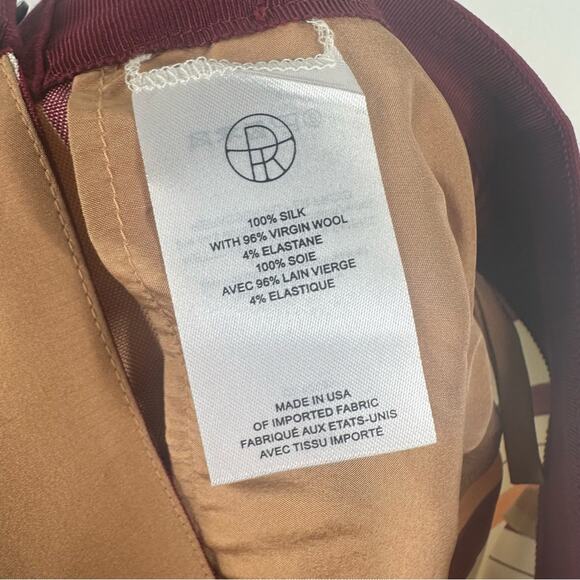 100% SILK
WITH 96% VIRGIN WOOL
4% ELASTANE
100% SOIE
AVEC 96% LAIN VIERGE
4% ELASTIQUE
MADE IN USA
OF IMPORTED FABRIC
FABRIQUÉ AUX ETATS-UNIS
AVEC TISSU IMPORTÉ